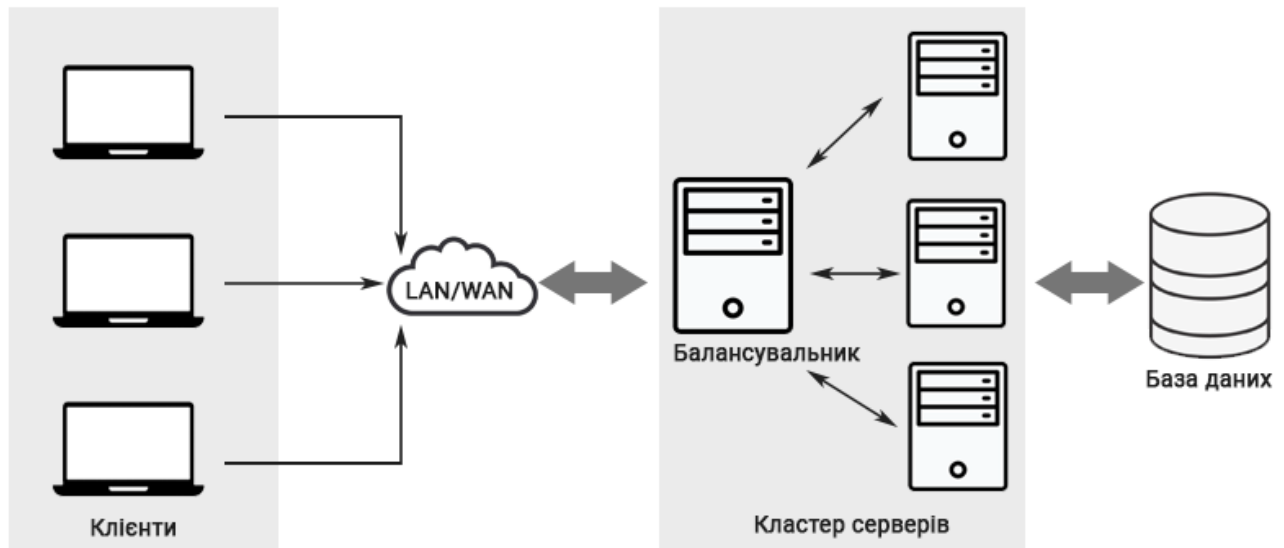 LAN/WAN
Балансувальник
База даних
Клієнти
Кластер серверів